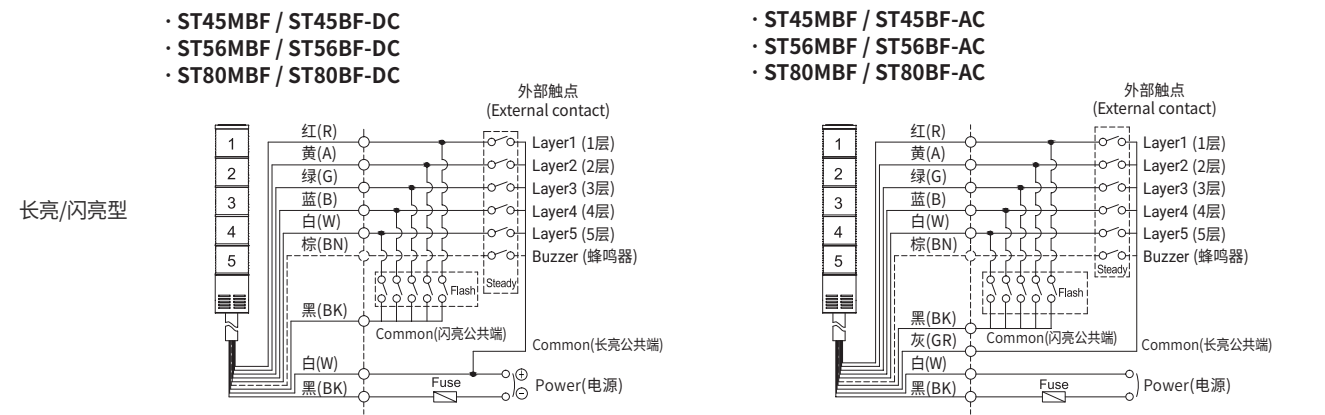 · ST45MBF / ST45BF-DC
· ST56MBF / ST56BF-DC
· ST80MBF / ST80BF-DC
外部触点
(External contact)
长亮/闪亮型
1
2
3
4
5
红(R)
黄(A)
绿(G)
蓝(B)
白(W)
棕(BN)
黑(BK)
白(W)
黑(BK)
Layer1 (1层)
Layer2 (2层)
Layer3 (3层)
Layer4 (4层)
Layer5 (5层)
Buzzer (蜂鸣器)
Steady
Flash
Common(闪亮公共端)
Common(长亮公共端)
Fuse
⊕
⊖
Power(电源)
· ST45MBF / ST45BF-AC
· ST56MBF / ST56BF-AC
· ST80MBF / ST80BF-AC
外部触点
(External contact)
1
2
3
4
5
红(R)
黄(A)
绿(G)
蓝(B)
白(W)
棕(BN)
黑(BK)
灰(GR)
白(W)
黑(BK)
Layer1 (1层)
Layer2 (2层)
Layer3 (3层)
Layer4 (4层)
Layer5 (5层)
Buzzer (蜂鸣器)
Steady
Flash
Common(闪亮公共端)
Common(长亮公共端)
Fuse
Power(电源)